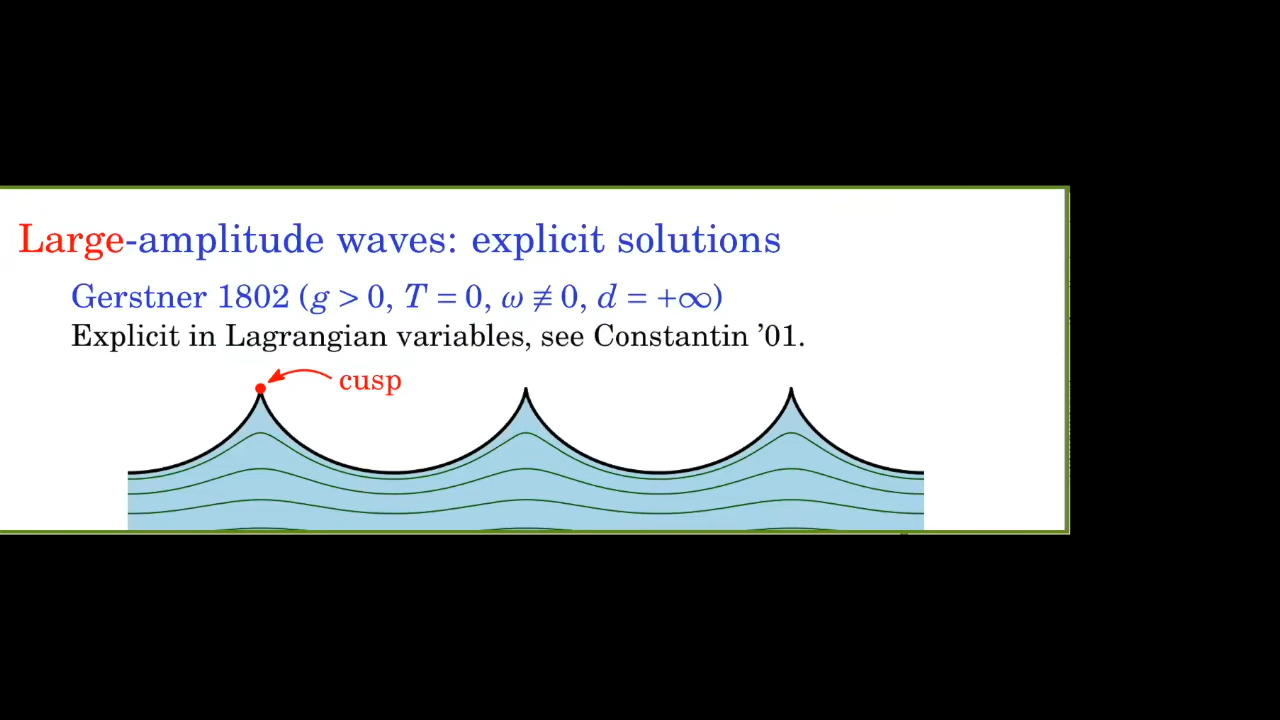 Large-amplitude waves: explicit solutions
Gerstner 1802 (g > 0, T = 0, ω ≢ 0, d = +∞)
Explicit in Lagrangian variables, see Constantin ’01.
cusp